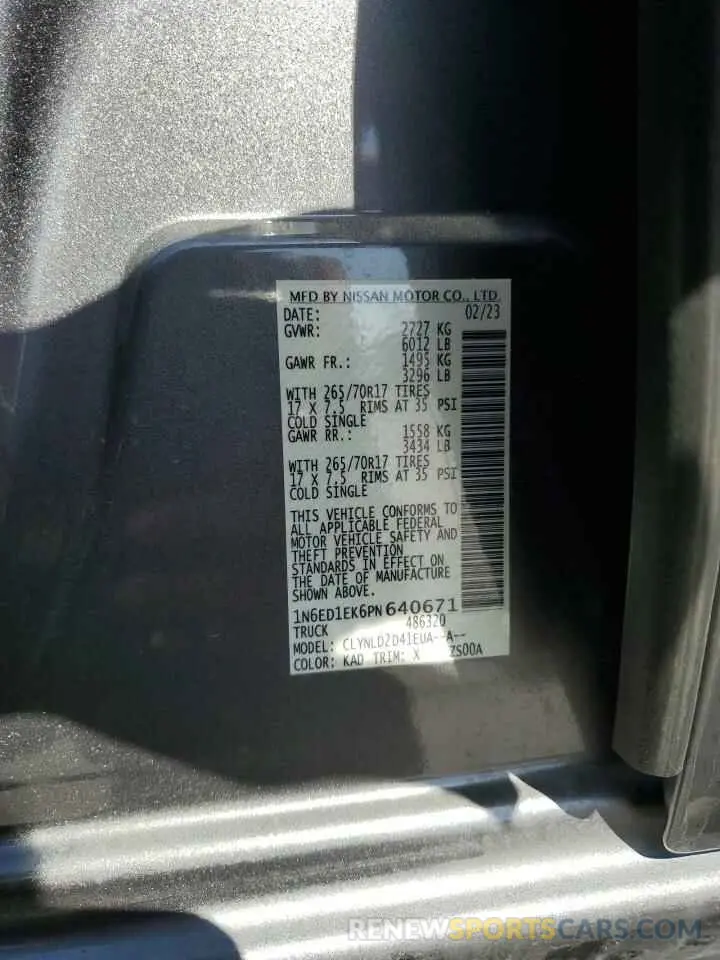 MFD BY NISSAN MOTOR CO., LTD.
DATE: 02/23
GVWR: 2727 KG
6012 LB
GAWR FR.: 1495 KG
3296 LB
WITH 265/70R17 TIRES
17 X 7.5 RIMS AT 35 PSI
COLD SINGLE
GAWR RR.: 1558 KG
3434 LB
WITH 265/70R17 TIRES
17 X 7.5 RIMS AT 35 PSI
COLD SINGLE
THIS VEHICLE CONFORMS TO
ALL APPLICABLE FEDERAL
MOTOR VEHICLE SAFETY AND
THEFT PREVENTION
STANDARDS IN EFFECT ON
THE DATE OF MANUFACTURE
SHOWN ABOVE.
1N6ED1EK6PN640671
TRUCK 486320
MODEL: CLYNLD2D41EUA--A--
COLOR: KAD TRIM: X ZS00A
RENEWSPORTSCARS.COM